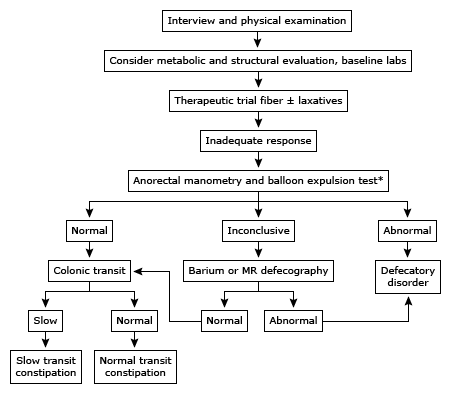 Interview and physical examination
Consider metabolic and structural evaluation, baseline labs
Therapeutic trial fiber ± laxatives
Inadequate response
Anorectal manometry and balloon expulsion test*
Normal
Inconclusive
Abnormal
Colonic transit
Barium or MR defecography
Defecatory
disorder
Slow
Normal
Normal
Abnormal
Slow transit
constipation
Normal transit
constipation